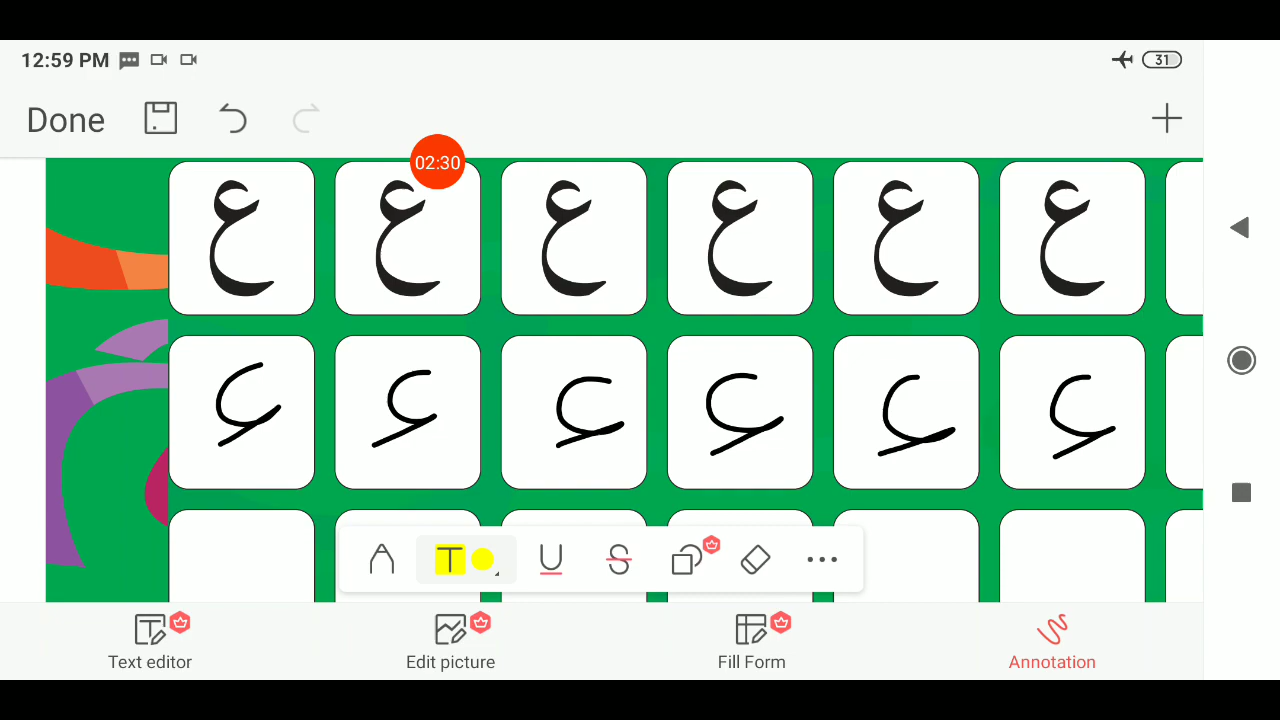 12:59 PM 31
Done
02:30
ع ع ع ع ع ع
ع ع ع ع ع ع
T U S
Text editor Edit picture Fill Form Annotation